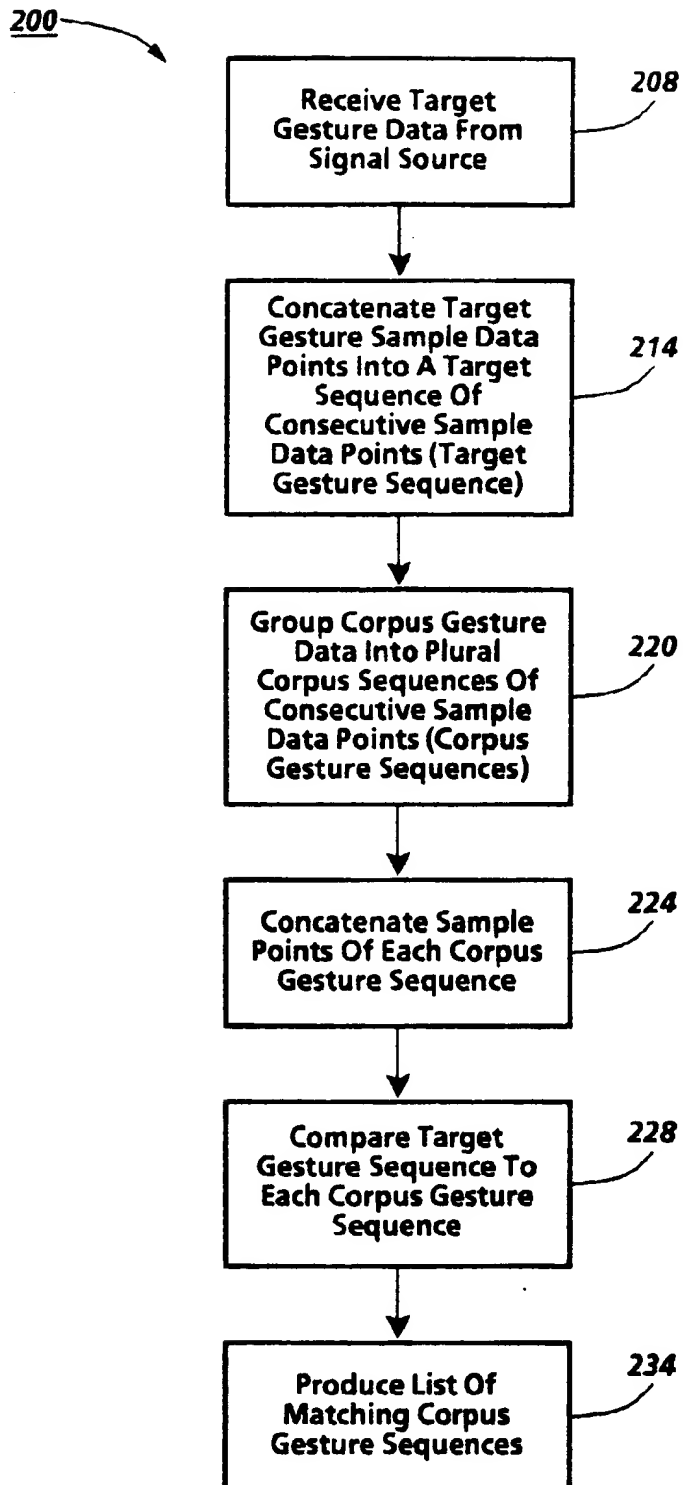 200
Receive Target
Gesture Data From
Signal Source
208
Concatenate Target
Gesture Sample Data
Points Into A Target
Sequence Of
Consecutive Sample
Data Points (Target
Gesture Sequence)
214
Group Corpus Gesture
Data Into Plural
Corpus Sequences Of
Consecutive Sample
Data Points (Corpus
Gesture Sequences)
220
Concatenate Sample
Points Of Each Corpus
Gesture Sequence
224
Compare Target
Gesture Sequence To
Each Corpus Gesture
Sequence
228
Produce List Of
Matching Corpus
Gesture Sequences
234